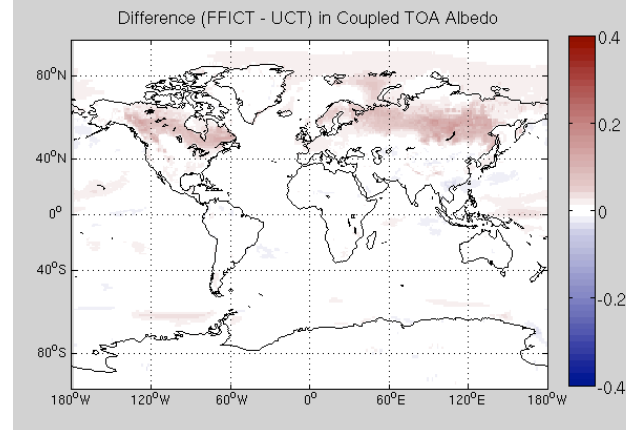 Difference (FFICT - UCT) in Coupled TOA Albedo
0.4
80°N
0.2
40°N
0°
0
40°S
-0.2
80°S
-0.4
180°W 120°W 60°W 0° 60°E 120°E 180°W